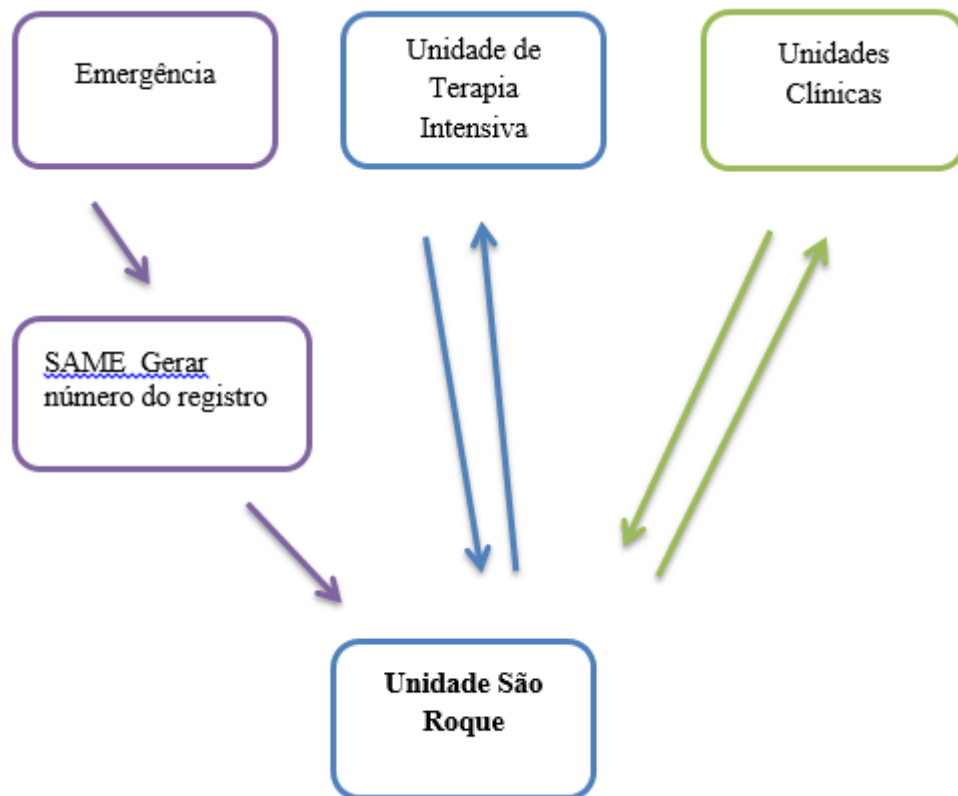 Emergência
Unidade de
Terapia
Intensiva
Unidades
Clínicas
SAME Gerar
número do registro
Unidade São
Roque